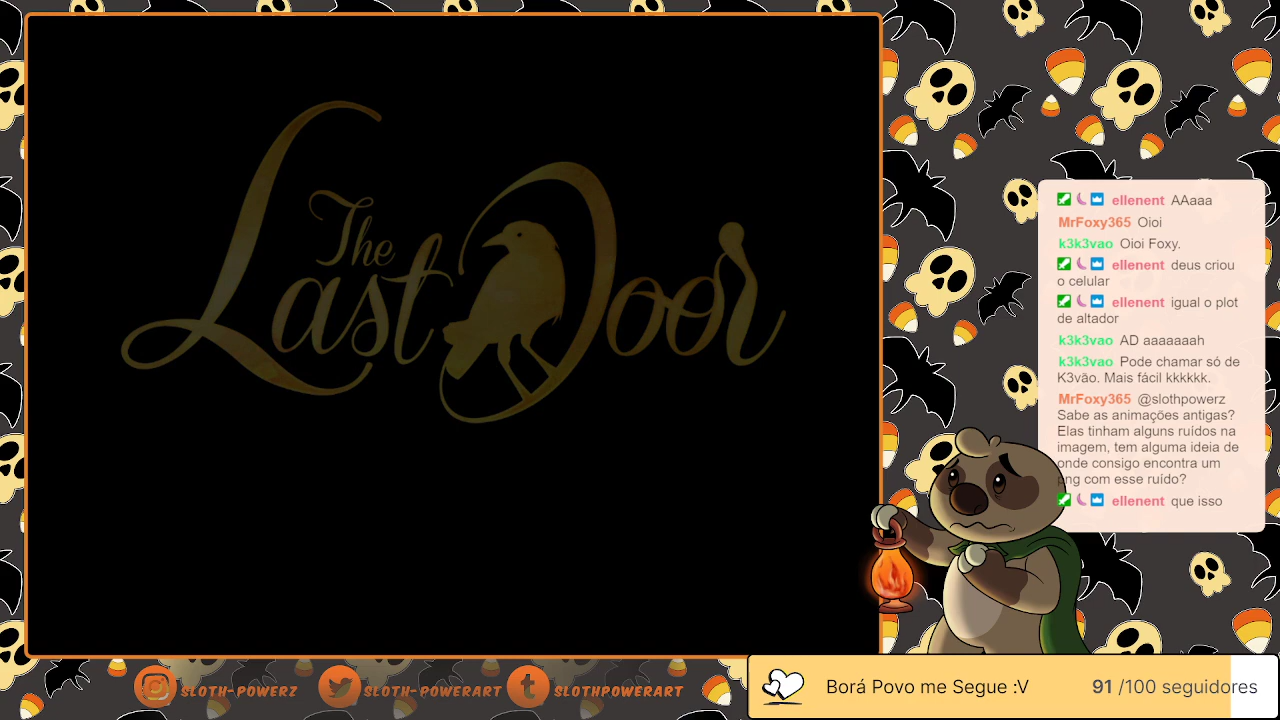 The
Last Door
ellenent AAaaa
MrFoxy365 Oioi
k3k3vao Oioi Foxy.
ellenent deus criou
o celular
ellenent igual o plot
de altador
k3k3vao AD aaaaaaah
k3k3vao Pode chamar só de
K3vão. Mais fácil kkkkkk.
MrFoxy365 @slothpowerz
Sabe as animações antigas?
Elas tinham alguns ruídos na
imagem, tem alguma ideia de
onde consigo encontra um
png com esse ruído?
ellenent que isso
SLOTH-POWERZ SLOTH-POWERART SLOTHPOWERART
Borá Povo me Segue :V 91 /100 seguidores